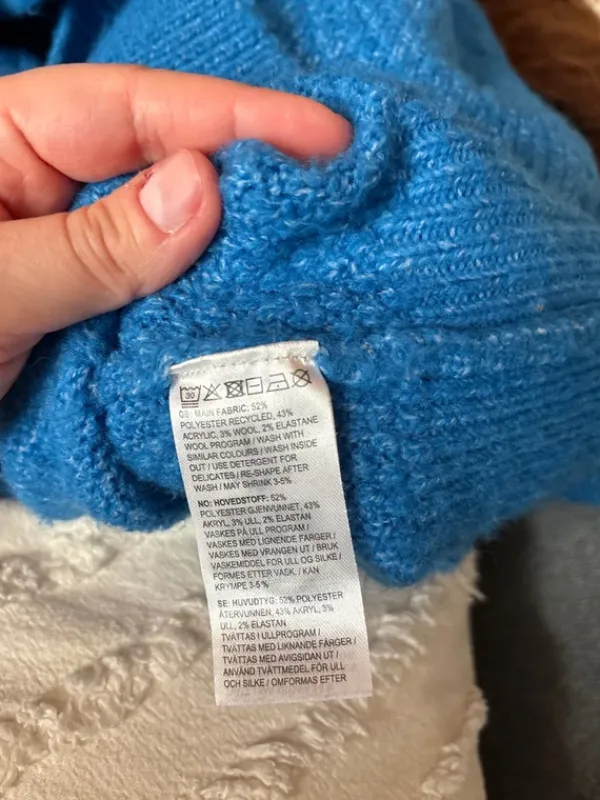 30
GB: MAIN FABRIC: 52%
POLYESTER RECYCLED, 43%
ACRYLIC, 3% WOOL, 2% ELASTANE
WOOL PROGRAM / WASH WITH
SIMILAR COLOURS / WASH INSIDE
OUT / USE DETERGENT FOR
DELICATES / RE-SHAPE AFTER
WASH / MAY SHRINK 3-5%
NO: HOVEDSTOFF: 52%
POLYESTER GJENVUNNET, 43%
AKRYL, 3% ULL, 2% ELASTAN
VASKES PÅ ULL PROGRAM /
VASKES MED LIGNENDE FARGER /
VASKES MED VRANGEN UT / BRUK
VASKEMIDDEL FOR ULL OG SILKE /
FORMES ETTER VASK. / KAN
KRYMPE 3-5%
SE: HUVUDTYG: 52% POLYESTER
ÅTERVUNNEN, 43% AKRYL, 3%
ULL, 2% ELASTAN
TVÄTTAS I ULLPROGRAM /
TVÄTTAS MED LIKNANDE FÄRGER /
TVÄTTAS MED AVIGSIDAN UT /
ANVÄND TVÄTTMEDEL FÖR ULL
OCH SILKE / OMFORMAS EFTER